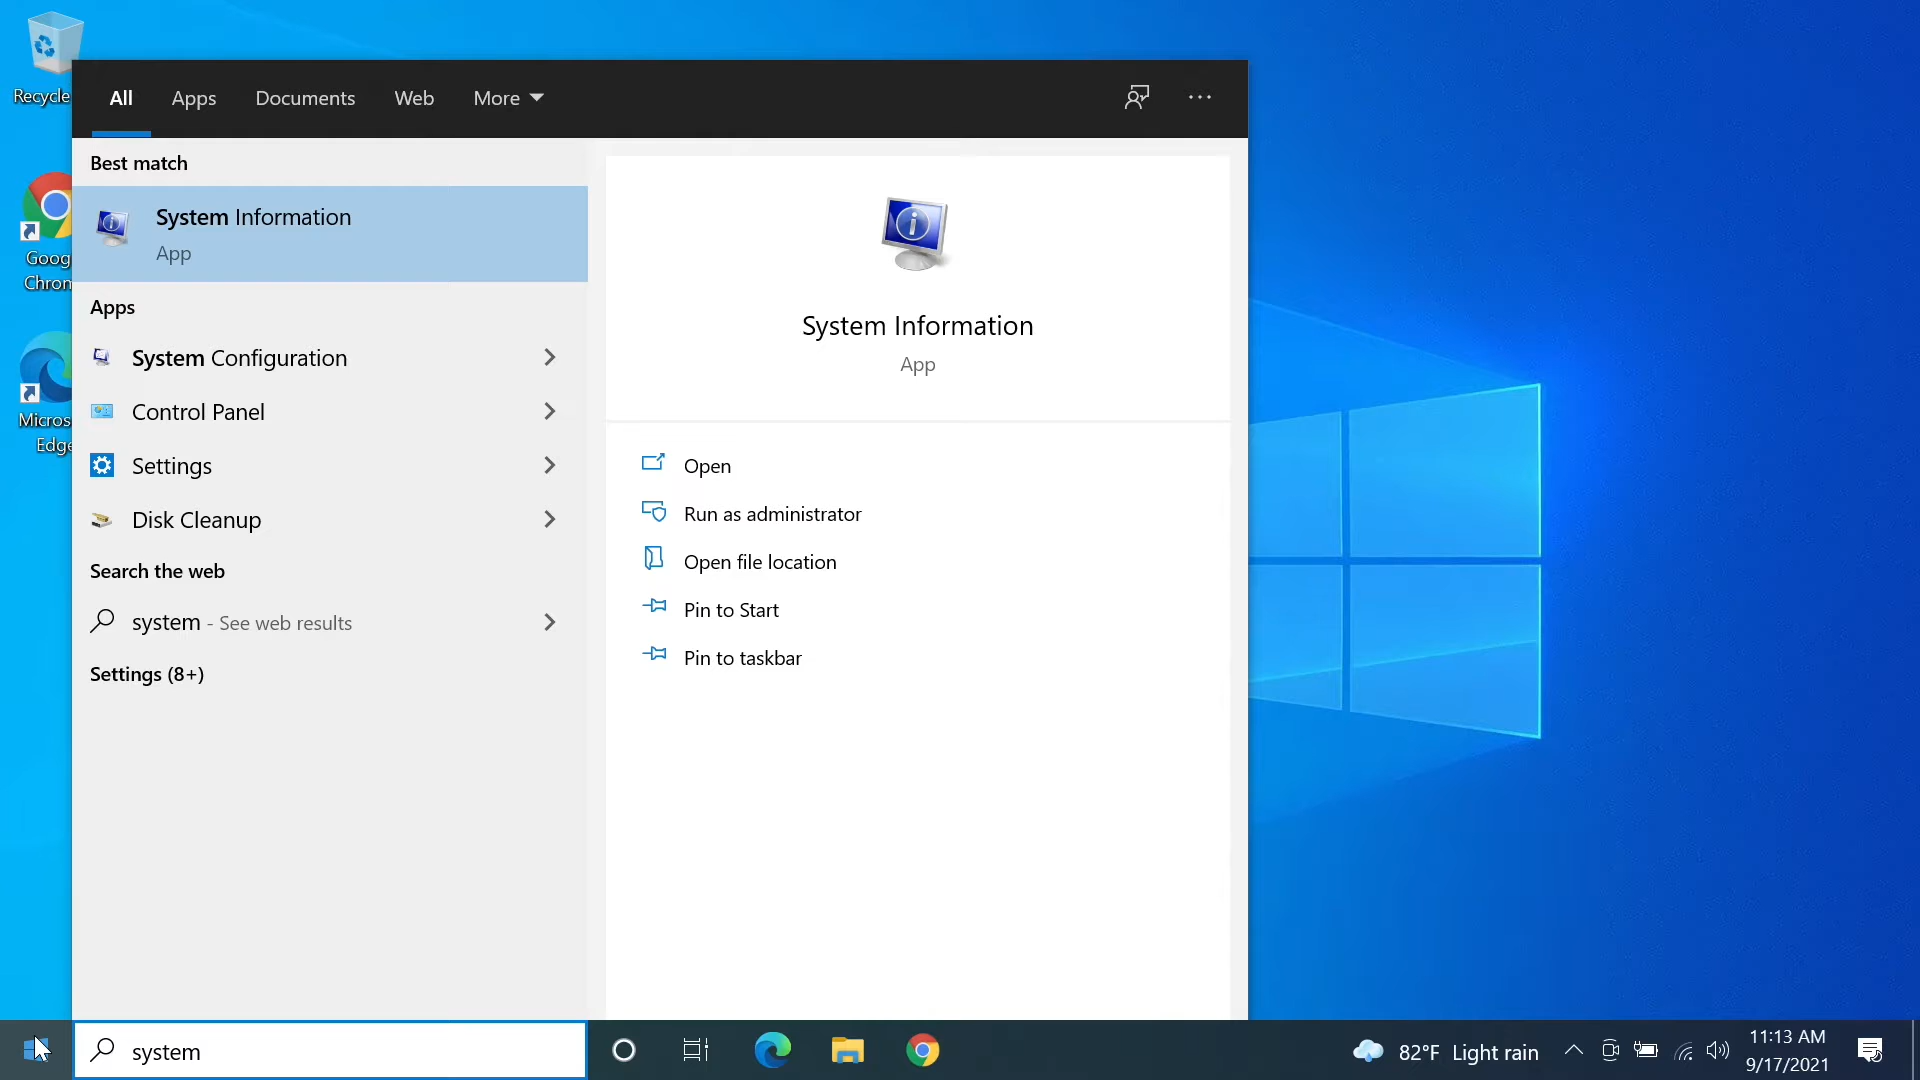 Recycle
Goog
Chron
Micros
Edge
All Apps Documents Web More
Best match
System Information
App
Apps
System Configuration
Control Panel
Settings
Disk Cleanup
Search the web
system - See web results
Settings (8+)
System Information
App
Open
Run as administrator
Open file location
Pin to Start
Pin to taskbar
system
82°F Light rain
11:13 AM
9/17/2021